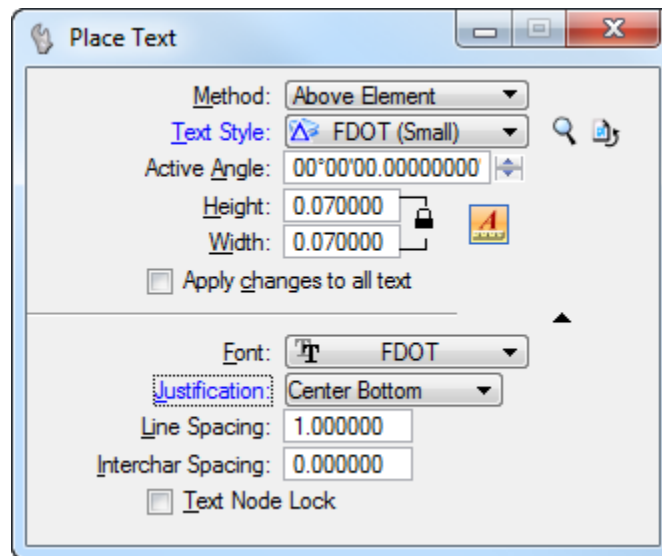 Place Text
Method: Above Element
Text Style: FDOT (Small)
Active Angle: 00°00'00.00000000"
Height: 0.070000
Width: 0.070000
Apply changes to all text
Font: FDOT
Justification: Center Bottom
Line Spacing: 1.000000
Interchar Spacing: 0.000000
Text Node Lock